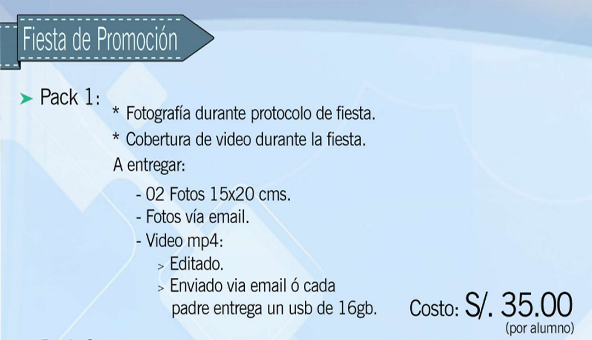 Fiesta de Promoción
➤ Pack 1:
* Fotografía durante protocolo de fiesta.
* Cobertura de video durante la fiesta.
A entregar:
- 02 Fotos 15x20 cms.
- Fotos vía email.
- Video mp4:
> Editado.
> Enviado via email ó cada
padre entrega un usb de 16gb.
Costo: S/. 35.00
(por alumno)